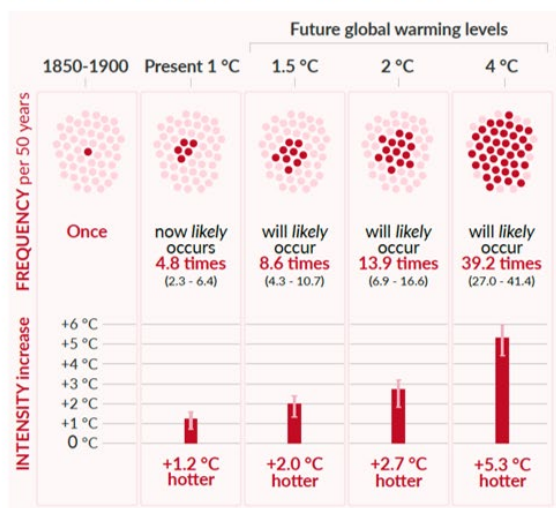 Future global warming levels
1850-1900 Present 1 °C 1.5 °C 2 °C 4 °C
FREQUENCY per 50 years
Once
now likely occurs 4.8 times (2.3 - 6.4)
will likely occur 8.6 times (4.3 - 10.7)
will likely occur 13.9 times (6.9 - 16.6)
will likely occur 39.2 times (27.0 - 41.4)
INTENSITY increase
+6 °C
+5 °C
+4 °C
+3 °C
+2 °C
+1 °C
0 °C
+1.2 °C hotter
+2.0 °C hotter
+2.7 °C hotter
+5.3 °C hotter